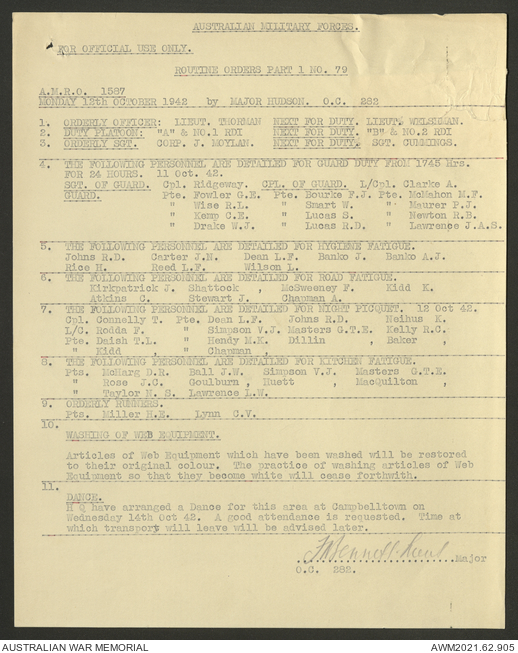 AUSTRALIAN MILITARY FORCES.
FOR OFFICIAL USE ONLY.
ROUTINE ORDERS PART 1 NO. 79
A.M.R.O. 1587
MONDAY 12th OCTOBER 1942 by MAJOR HUDSON. O.C. 282
1. ORDERLY OFFICER: LIEUT. THORMAN NEXT FOR DUTY. LIEUT. WELSHMAN.
2. DUTY PLATOON: "A" & NO.1 RDI NEXT FOR DUTY. "B" & NO.2 RDI
3. ORDERLY SGT. CORP. J. MOYLAN. NEXT FOR DUTY. SGT. CUMMINGS.
4. THE FOLLOWING PERSONNEL ARE DETAILED FOR GUARD DUTY FROM 1745 Hrs.
FOR 24 HOURS. 11 Oct. 42.
SGT. OF GUARD. Cpl. Ridgeway. CPL. OF GUARD. L/Cpl. Clarke A.
GUARD. Pte. Fowler G.E. Pte. Bourke F.J. Pte. McMahon M.F.
" Wise R.L. " Smart W. " Maurer P.J.
" Kemp C.E. " Lucas S. " Newton R.B.
" Drake W.J. " Lucas R.D. " Lawrence J.A.S.
5. THE FOLLOWING PERSONNEL ARE DETAILED FOR HYGIENE FATIGUE.
Johns R.D. Carter J.M. Dean L.F. Banko J. Banko A.J.
Rice H. Reed L.F. Wilson L.
6. THE FOLLOWING PERSONNEL ARE DETAILED FOR ROAD FATIGUE.
Kirkpatrick J. Shattock , McSweeney F. Kidd K.
Atkins C. Stewart J. Chapman A.
7. THE FOLLOWING PERSONNEL ARE DETAILED FOR NIGHT PICQUET. 12 Oct 42.
Cpl. Connelly T. Pte. Dean L.F. Johns R.D. Neihus K.
L/C. Rodda F. " Simpson V.J. Masters G.T.E. Kelly R.C.
Pte. Daish T.L. " Hendy M.K. Dillin , Baker ,
" Kidd " Chapman ,
8. THE FOLLOWING PERSONNEL ARE DETAILED FOR KITCHEN FATIGUE.
Pts. McHarg D.R. Ball J.W. Simpson V.J. Masters G.T.E.
" Rose J.C. Goulburn , Huett , MacQuilton ,
" Taylor N. S. Lawrence L.W.
9. ORDERLY RUNNERS.
Pts. Miller H.E. Lynn C.V.
10.
WASHING OF WEB EQUIPMENT.
Articles of Web Equipment which have been washed will be restored
to their original colour. The practice of washing articles of Web
Equipment so that they become white will cease forthwith.
11.
DANCE.
H Q have arranged a Dance for this area at Campbelltown on
Wednesday 14th Oct 42. A good attendance is requested. Time at
which transport will leave will be advised later.
Major
O.C. 282.
AUSTRALIAN WAR MEMORIAL
AWM2021.62.905